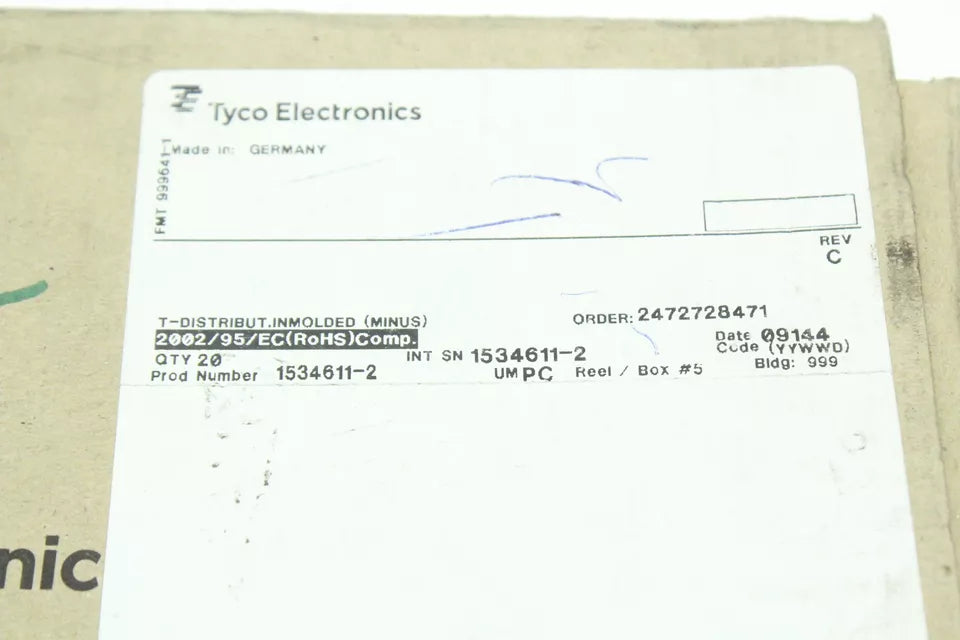 TE Tyco Electronics
Made in: GERMANY
FMT 999641-1
REV
C
T-DISTRIBUT.INMOLDED (MINUS)
ORDER: 2472728471
2002/95/EC(RoHS)Comp.
Date 09144
Code (YYWWD)
QTY 20
INT SN 1534611-2
Prod Number 1534611-2
UM PC
Reel / Box #5
Bldg: 999
nic